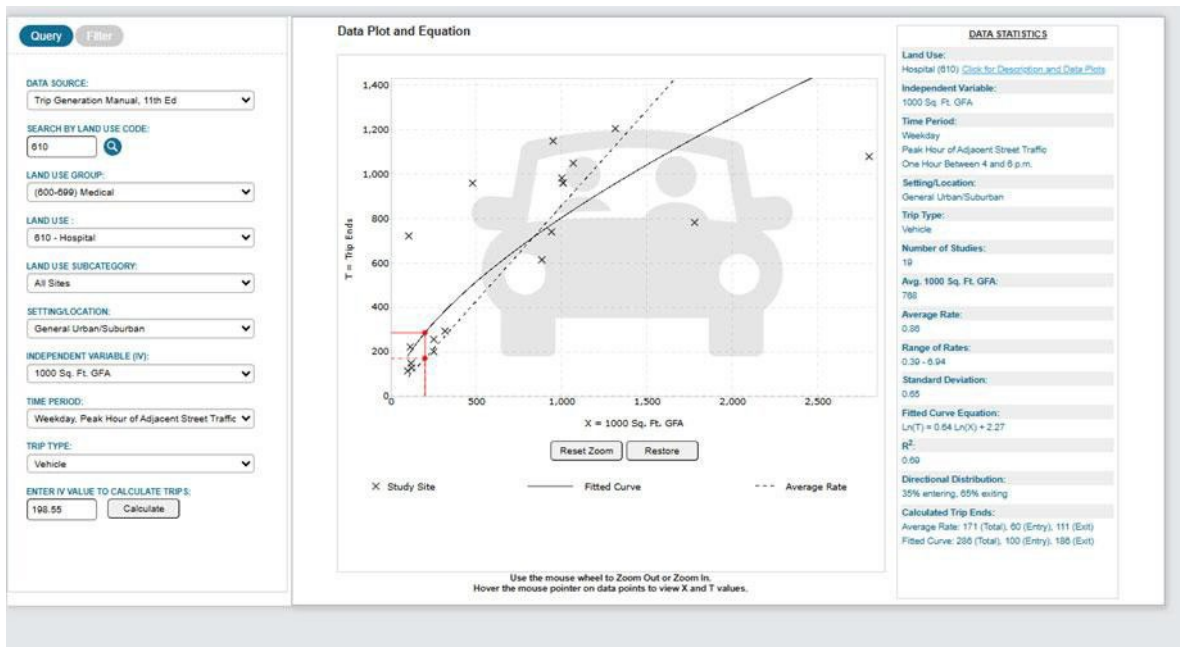 Query Filter
DATA SOURCE:
Trip Generation Manual, 11th Ed
SEARCH BY LAND USE CODE:
610
LAND USE GROUP:
(600-699) Medical
LAND USE :
610 - Hospital
LAND USE SUBCATEGORY:
All Sites
SETTING/LOCATION:
General Urban/Suburban
INDEPENDENT VARIABLE (IV):
1000 Sq. Ft. GFA
TIME PERIOD:
Weekday, Peak Hour of Adjacent Street Traffic
TRIP TYPE:
Vehicle
ENTER IV VALUE TO CALCULATE TRIPS:
198.55 Calculate
Data Plot and Equation
T = Trip Ends
1,400
1,200
1,000
800
600
400
200
0
0 500 1,000 1,500 2,000 2,500
X = 1000 Sq. Ft. GFA
Reset Zoom Restore
Study Site Fitted Curve Average Rate
Use the mouse wheel to Zoom Out or Zoom In.
Hover the mouse pointer on data points to view X and T values.
DATA STATISTICS
Land Use:
Hospital (610) Click for Description and Data Plots
Independent Variable:
1000 Sq. Ft. GFA
Time Period:
Weekday
Peak Hour of Adjacent Street Traffic
One Hour Between 4 and 6 p.m.
Setting/Location:
General Urban/Suburban
Trip Type:
Vehicle
Number of Studies:
19
Avg. 1000 Sq. Ft. GFA:
768
Average Rate:
0.86
Range of Rates:
0.39 - 6.94
Standard Deviation:
0.65
Fitted Curve Equation:
Ln(T) = 0.64 Ln(X) + 2.27
R²:
0.69
Directional Distribution:
35% entering, 65% exiting
Calculated Trip Ends:
Average Rate: 171 (Total), 60 (Entry), 111 (Exit)
Fitted Curve: 286 (Total), 100 (Entry), 186 (Exit)